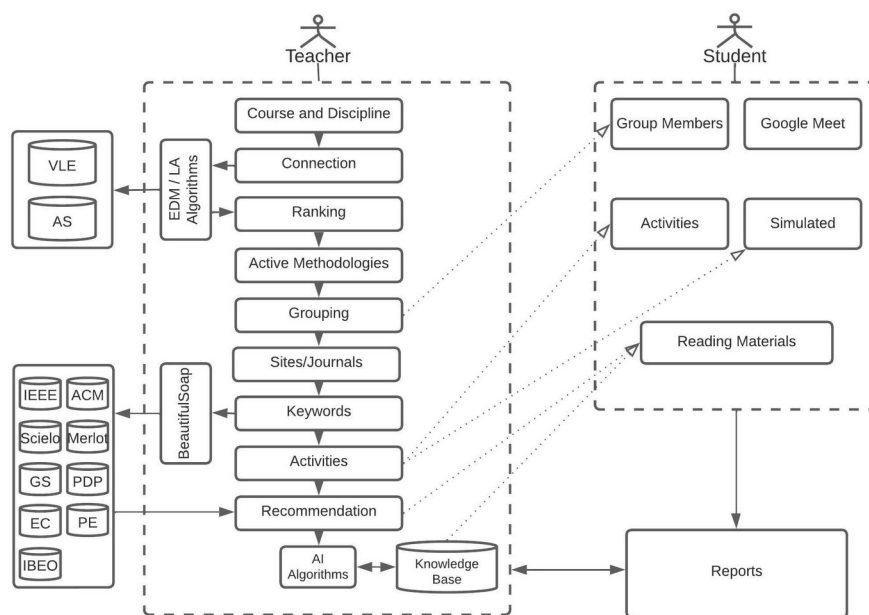 Teacher
Student
Course and Discipline
Connection
Ranking
Active Methodologies
Grouping
Sites/Journals
Keywords
Activities
Recommendation
AI
Algorithms
Knowledge
Base
EDM / LA
Algorithms
BeautifulSoap
VLE
AS
IEEE
ACM
Scielo
Merlot
GS
PDP
EC
PE
IBEO
Group Members
Google Meet
Activities
Simulated
Reading Materials
Reports